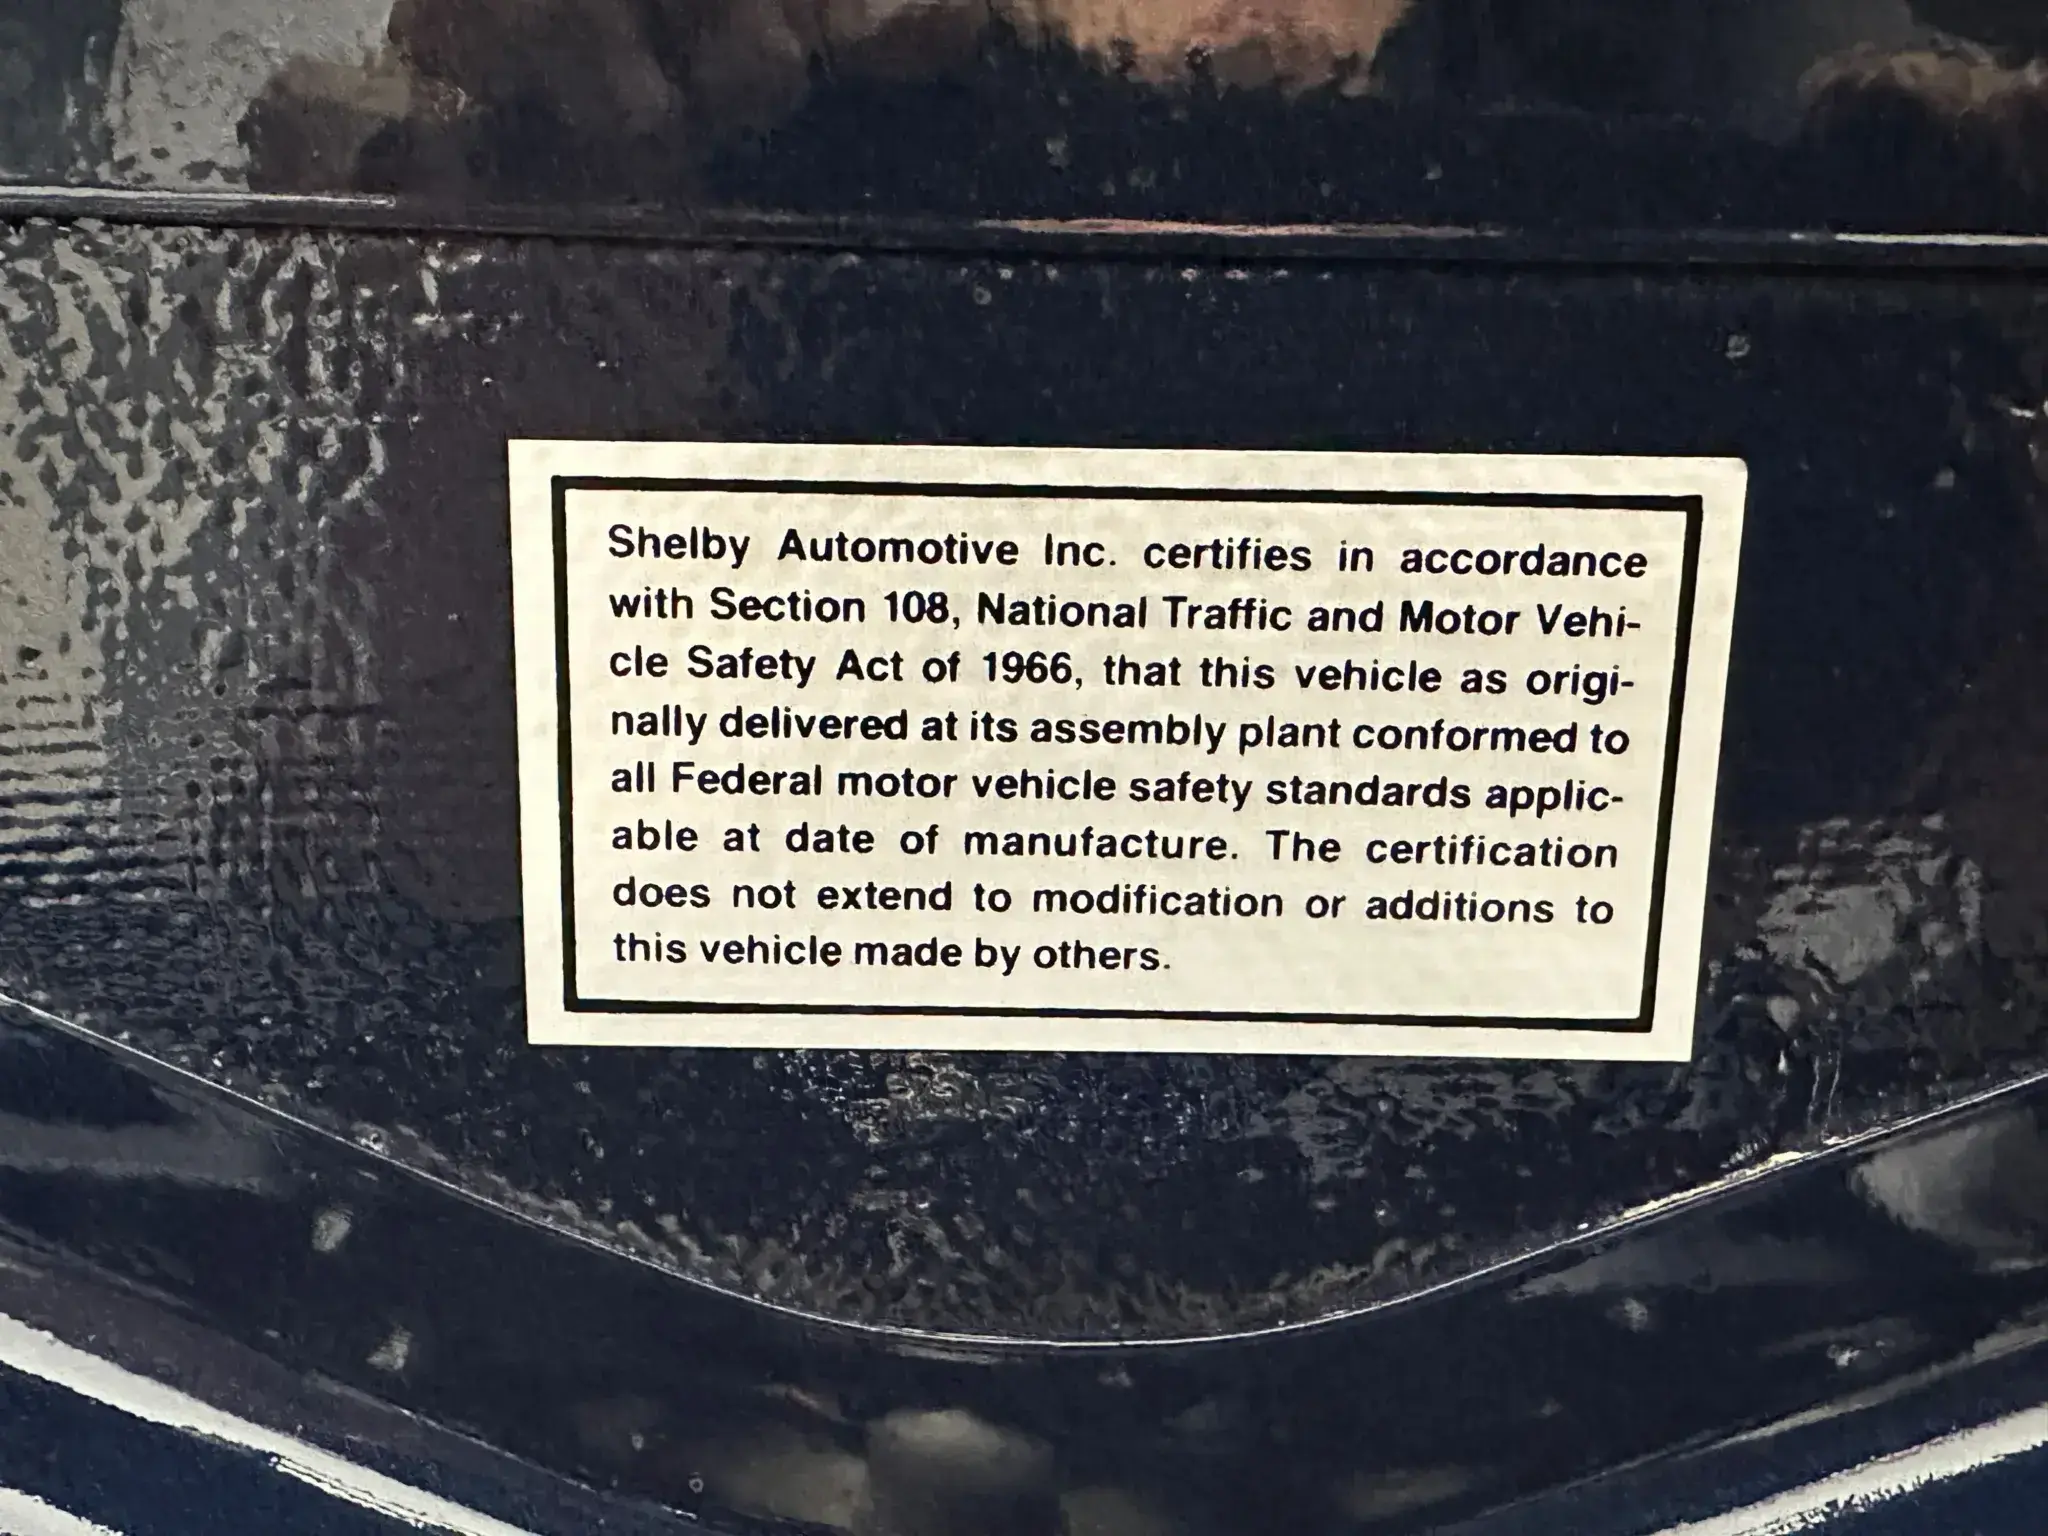 Shelby Automotive Inc. certifies in accordance
with Section 108, National Traffic and Motor Vehi-
cle Safety Act of 1966, that this vehicle as origi-
nally delivered at its assembly plant conformed to
all Federal motor vehicle safety standards applic-
able at date of manufacture. The certification
does not extend to modification or additions to
this vehicle made by others.